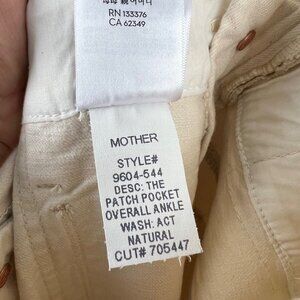 RN 133376
CA 62349
MOTHER
STYLE#
9604-544
DESC: THE
PATCH POCKET
OVERALL ANKLE
WASH: ACT
NATURAL
CUT# 705447